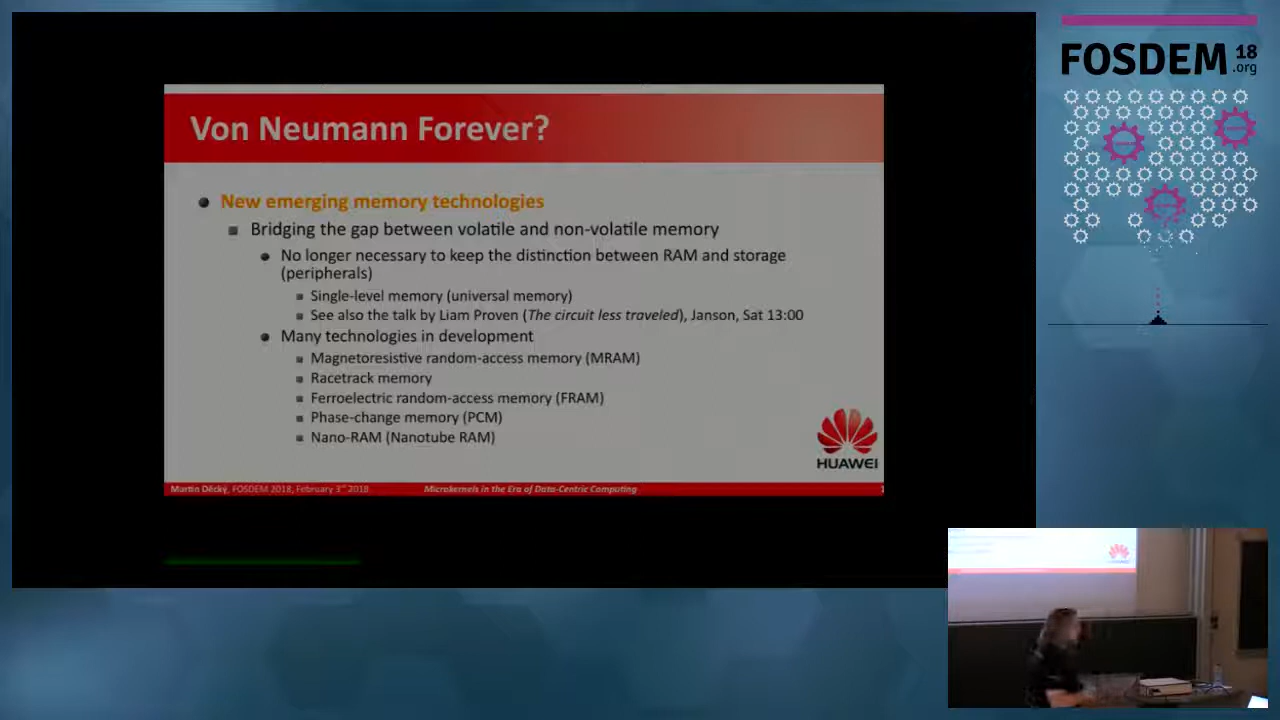 FOSDEM 18
.org
Von Neumann Forever?
New emerging memory technologies
Bridging the gap between volatile and non-volatile memory
No longer necessary to keep the distinction between RAM and storage
(peripherals)
Single-level memory (universal memory)
See also the talk by Liam Proven (The circuit less traveled), Janson, Sat 13:00
Many technologies in development
Magnetoresistive random-access memory (MRAM)
Racetrack memory
Ferroelectric random-access memory (FRAM)
Phase-change memory (PCM)
Nano-RAM (Nanotube RAM)
HUAWEI
Martin Děcký, FOSDEM 2018, February 3rd 2018 Microkernels in the Era of Data-Centric Computing